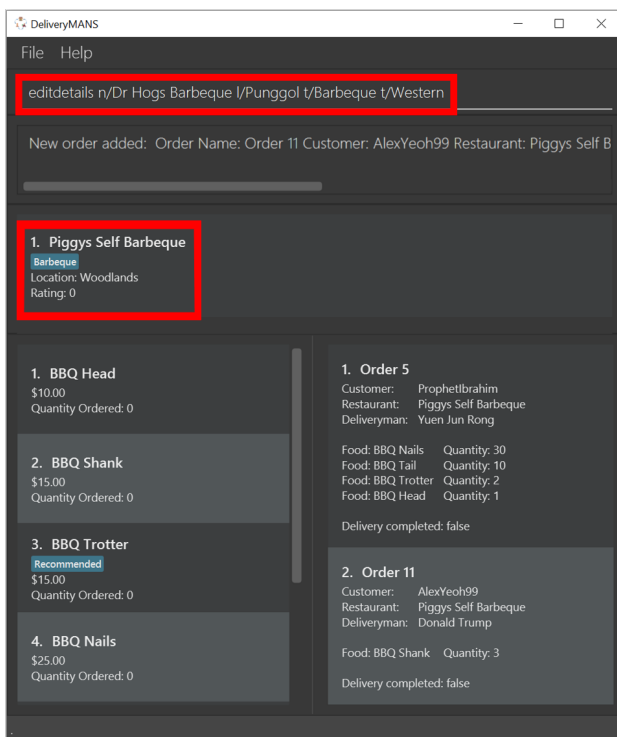 DeliveryMANS
File Help
editdetails n/Dr Hogs Barbeque l/Punggol t/Barbeque t/Western
New order added: Order Name: Order 11 Customer: AlexYeoh99 Restaurant: Piggys Self B
1. Piggys Self Barbeque
Barbeque
Location: Woodlands
Rating: 0
1. BBQ Head
$10.00
Quantity Ordered: 0
2. BBQ Shank
$15.00
Quantity Ordered: 0
3. BBQ Trotter
Recommended
$15.00
Quantity Ordered: 0
4. BBQ Nails
$25.00
Quantity Ordered: 0
1. Order 5
Customer: ProphetIbrahim
Restaurant: Piggys Self Barbeque
Deliveryman: Yuen Jun Rong
Food: BBQ Nails Quantity: 30
Food: BBQ Tail Quantity: 10
Food: BBQ Trotter Quantity: 2
Food: BBQ Head Quantity: 1
Delivery completed: false
2. Order 11
Customer: AlexYeoh99
Restaurant: Piggys Self Barbeque
Deliveryman: Donald Trump
Food: BBQ Shank Quantity: 3
Delivery completed: false